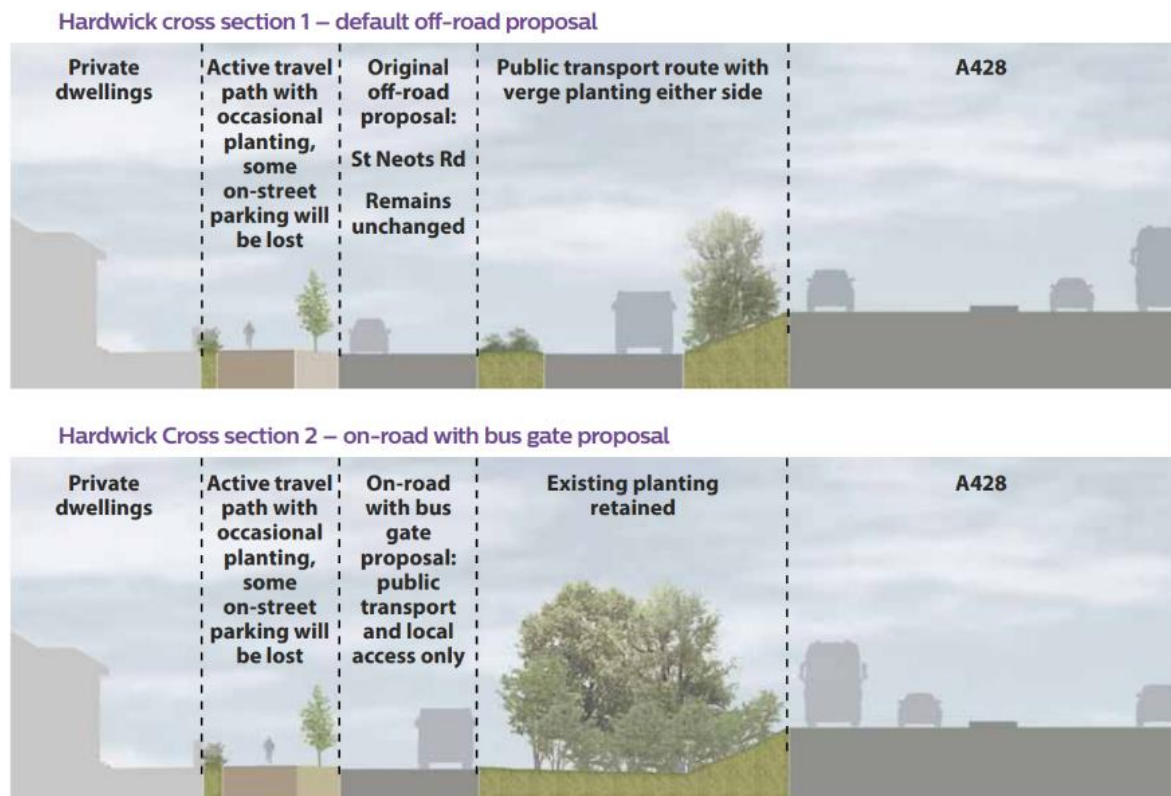 Hardwick cross section 1 – default off-road proposal
Private
dwellings
Active travel
path with
occasional
planting,
some
on-street
parking will
be lost
Original
off-road
proposal:
St Neots Rd
Remains
unchanged
Public transport route with
verge planting either side
A428
Hardwick Cross section 2 – on-road with bus gate proposal
Private
dwellings
Active travel
path with
occasional
planting,
some
on-street
parking will
be lost
On-road
with bus
gate
proposal:
public
transport
and local
access only
Existing planting
retained
A428